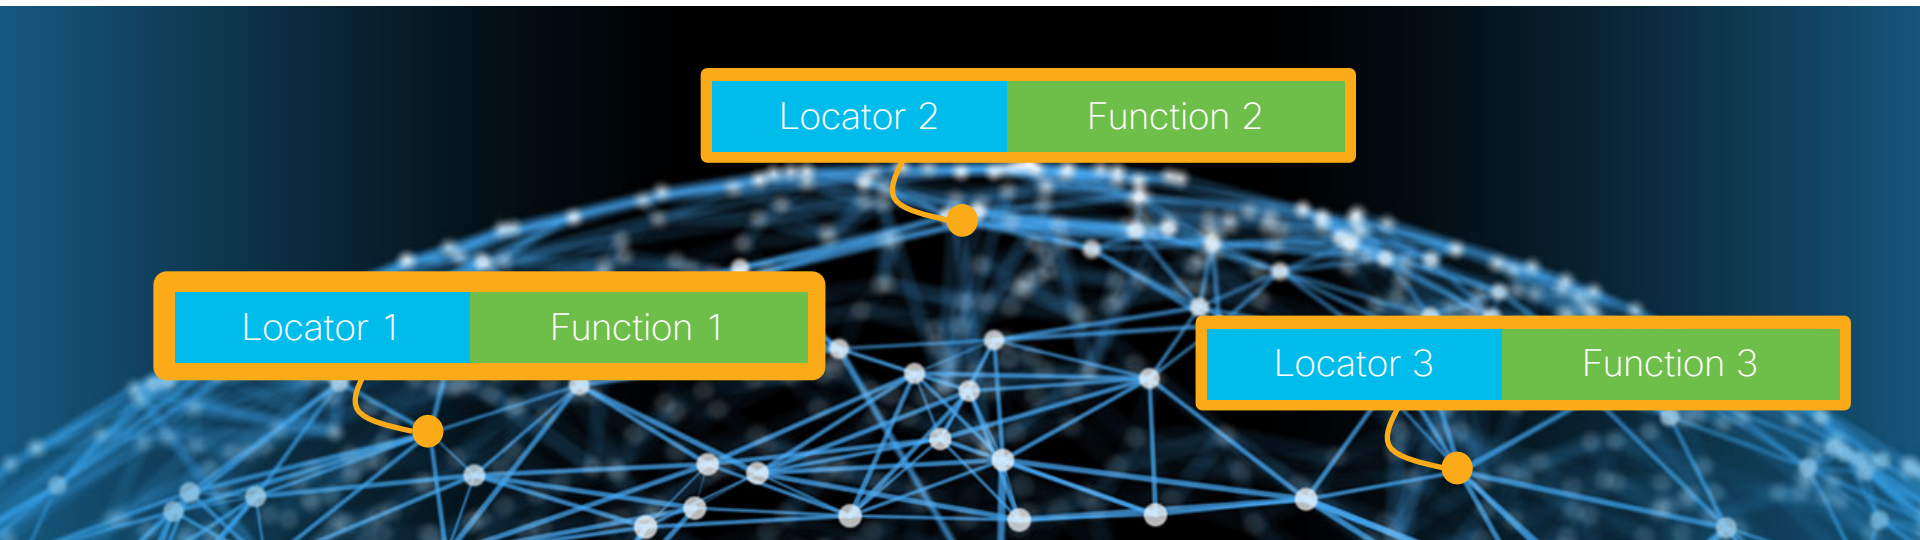 Locator 2 Function 2
Locator 1 Function 1
Locator 3 Function 3